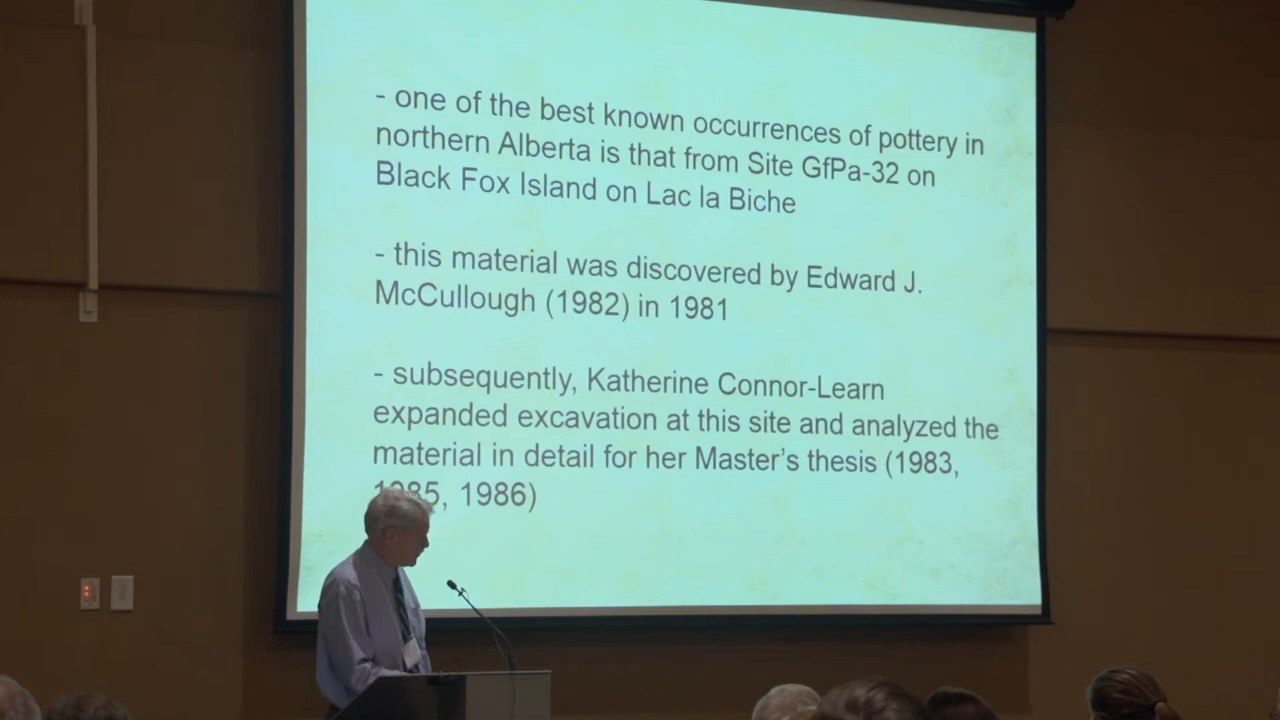 - one of the best known occurrences of pottery in
northern Alberta is that from Site GfPa-32 on
Black Fox Island on Lac la Biche
- this material was discovered by Edward J.
McCullough (1982) in 1981
- subsequently, Katherine Connor-Learn
expanded excavation at this site and analyzed the
material in detail for her Master's thesis (1983,
1985, 1986)